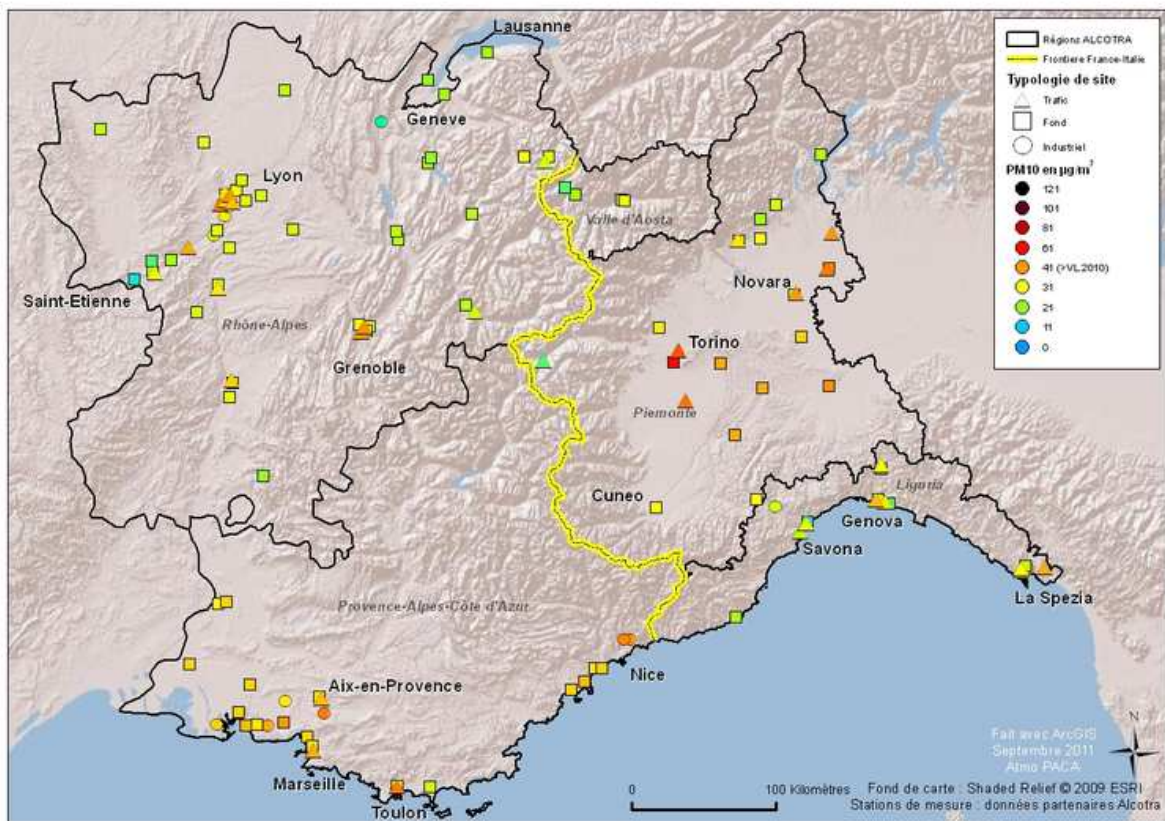 Lausanne
Geneve
Lyon
Valle d'Aosta
Saint-Etienne
Novara
Rhône-Alpes
Grenoble
Torino
Piemonte
Cuneo
Liguria
Genova
Savona
La Spezia
Provence-Alpes-Côte d'Azur
Nice
Aix-en-Provence
Marseille
Toulon
Régions ALCOTRA
Frontiere France-Italie
Typologie de site
Trafic
Fond
Industriel
PM10 en µg/m³
121
101
81
61
41 (>VL 2010)
31
21
11
0
N
Fait avec ArcGIS
Septembre 2011
Atmo PACA
0 100 Kilomètres
Fond de carte : Shaded Relief © 2009 ESRI
Stations de mesure : données partenaires Alcotra